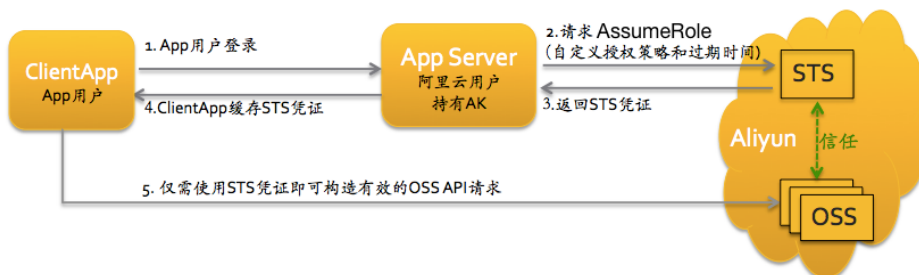 1. App用户登录
2.请求 AssumeRole
(自定义授权策略和过期时间)
ClientApp
App用户
App Server
阿里云用户
持有AK
STS
4.ClientApp缓存STS凭证
3.返回STS凭证
Aliyun
信任
5. 仅需使用STS凭证即可构造有效的OSS API请求
OSS